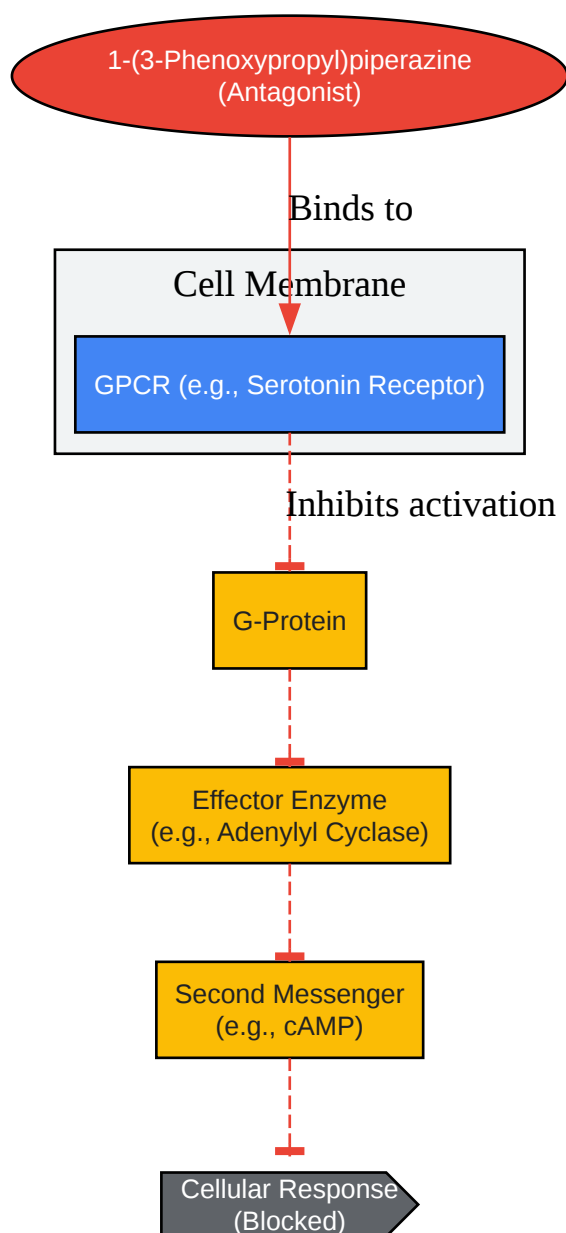 1-(3-Phenoxypropyl)piperazine
(Antagonist)
Binds to
Cell Membrane
GPCR (e.g., Serotonin Receptor)
Inhibits activation
G-Protein
Effector Enzyme
(e.g., Adenylyl Cyclase)
Second Messenger
(e.g., cAMP)
Cellular Response
(Blocked)